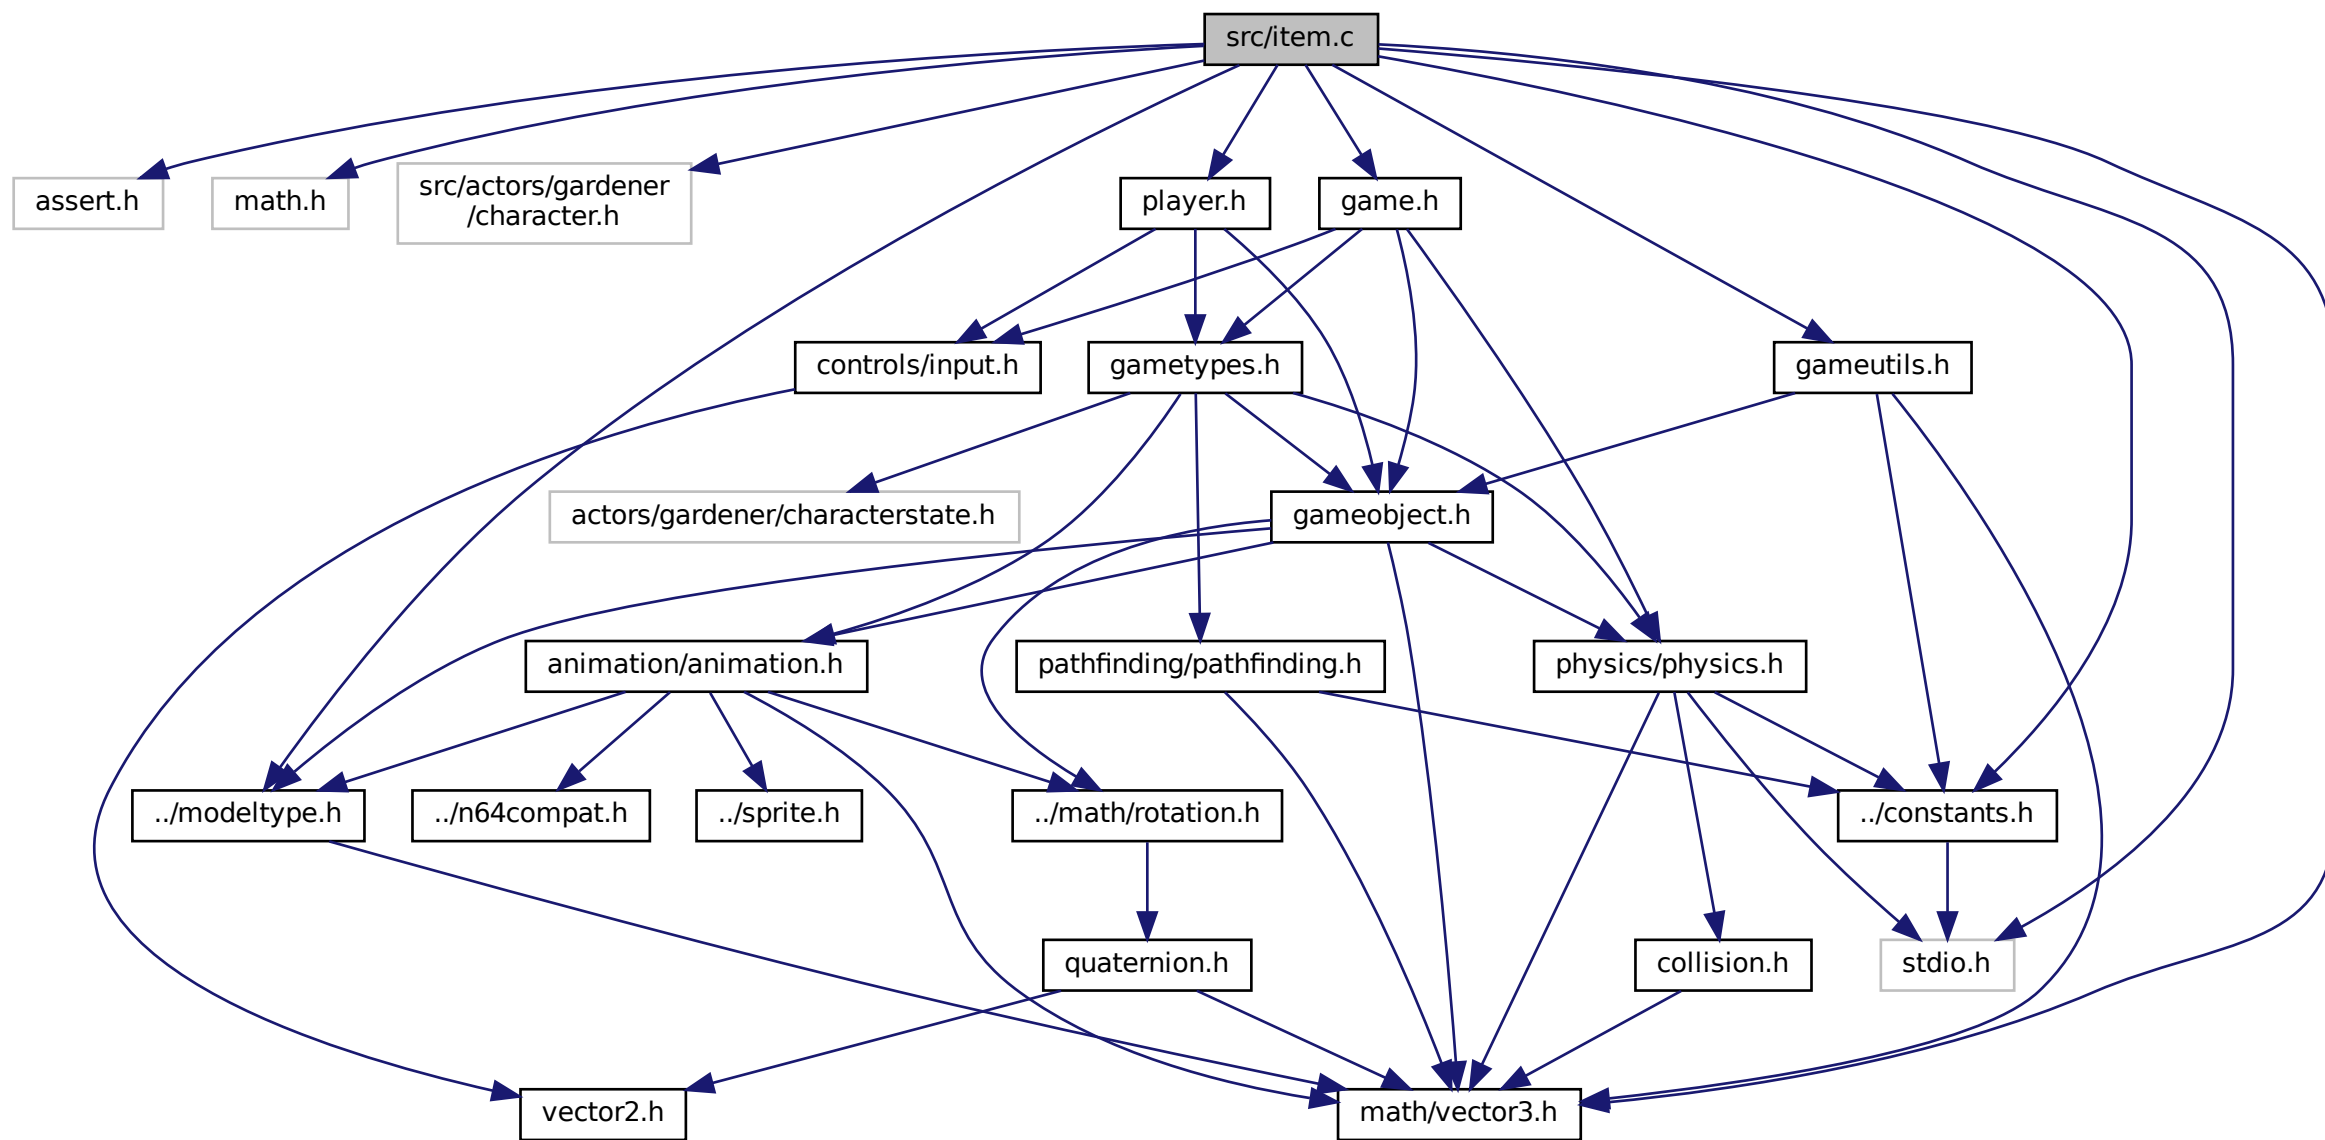 src/item.c
assert.h
math.h
src/actors/gardener
/character.h
player.h
game.h
controls/input.h
gametypes.h
gameutils.h
actors/gardener/characterstate.h
gameobject.h
animation/animation.h
pathfinding/pathfinding.h
physics/physics.h
../modeltype.h
../n64compat.h
../sprite.h
../math/rotation.h
../constants.h
quaternion.h
collision.h
stdio.h
vector2.h
math/vector3.h